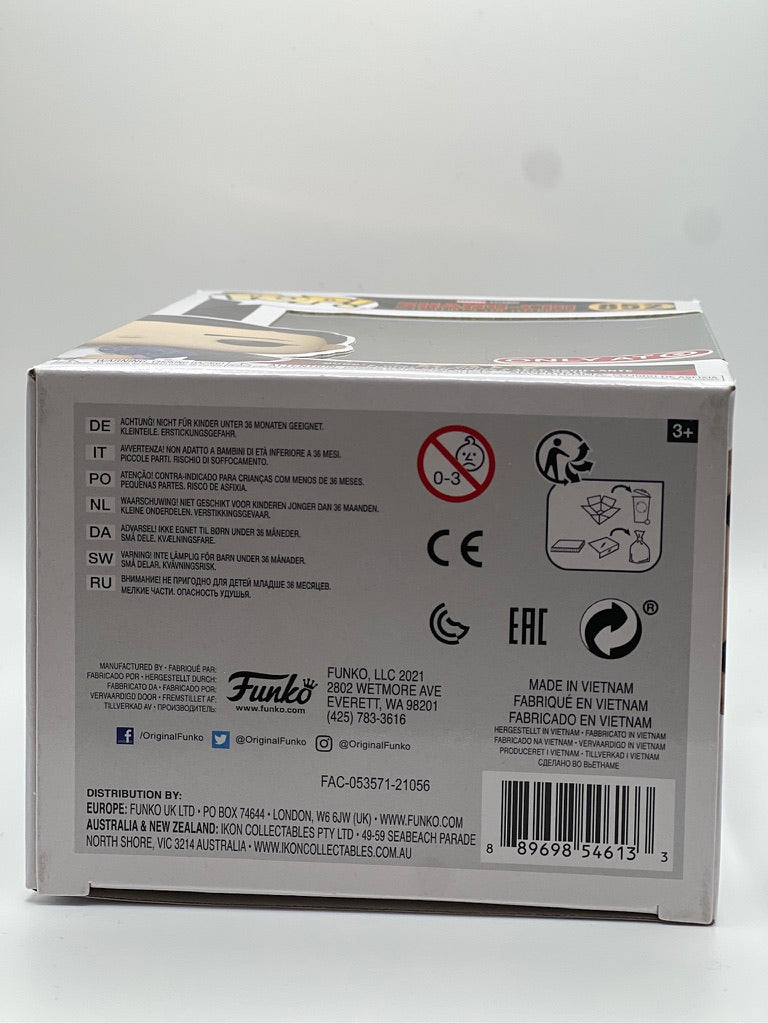 POP!
852
ONLY AT
WARNING: CHOKING
DE ACHTUNG! NICHT FÜR KINDER UNTER 36 MONATEN GEEIGNET.
KLEINTEILE. ERSTICKUNGSGEFAHR.
IT AVVERTENZA! NON ADATTO A BAMBINI DI ETÀ INFERIORE A 36 MESI.
PICCOLE PARTI. RISCHIO DI SOFFOCAMENTO.
PO ATENÇÃO! CONTRA-INDICADO PARA CRIANÇAS COM MENOS DE 36 MESES.
PEQUENAS PARTES. RISCO DE ASFIXIA.
NL WAARSCHUWING! NIET GESCHIKT VOOR KINDEREN JONGER DAN 36 MAANDEN.
KLEINE ONDERDELEN. VERSTIKKINGSGEVAAR.
DA ADVARSEL! IKKE EGNET TIL BØRN UNDER 36 MÅNEDER.
SMÅ DELE. KVÆLNINGSFARE.
SW VARNING! INTE LÄMPLIG FÖR BARN UNDER 36 MÅNADER.
SMÅ DELAR. KVÄVNINGSRISK.
RU ВНИМАНИЕ! НЕ ПРИГОДНО ДЛЯ ДЕТЕЙ МЛАДШЕ 36 МЕСЯЦЕВ.
МЕЛКИЕ ЧАСТИ. ОПАСНОСТЬ УДУШЬЯ.
0-3
3+
CE
EAC
®
MANUFACTURED BY • FABRIQUÉ PAR:
FABRICADO POR • HERGESTELLT DURCH:
FABBRICATO DA • FABRICADO POR:
VERVAARDIGD DOOR • FREMSTILLET AF:
TILLVERKAD AV • ПРОИЗВОДИТЕЛЬ:
Funko
www.funko.com
FUNKO, LLC 2021
2802 WETMORE AVE
EVERETT, WA 98201
(425) 783-3616
/OriginalFunko @OriginalFunko @OriginalFunko
MADE IN VIETNAM
FABRIQUÉ EN VIETNAM
FABRICADO EN VIETNAM
HERGESTELLT IN VIETNAM • FABBRICATO IN VIETNAM
FABRICADO NA VIETNAM • VERVAARDIGD IN VIETNAM
PRODUCERET I VIETNAM • TILLVERKAD I VIETNAM
СДЕЛАНО ВО ВЬЕТНАМЕ
FAC-053571-21056
DISTRIBUTION BY:
EUROPE: FUNKO UK LTD • PO BOX 74644 • LONDON, W6 6JW (UK) • WWW.FUNKO.COM
AUSTRALIA & NEW ZEALAND: IKON COLLECTABLES PTY LTD • 49-59 SEABEACH PARADE
NORTH SHORE, VIC 3214 AUSTRALIA • WWW.IKONCOLLECTABLES.COM.AU
8 89698 54613 3